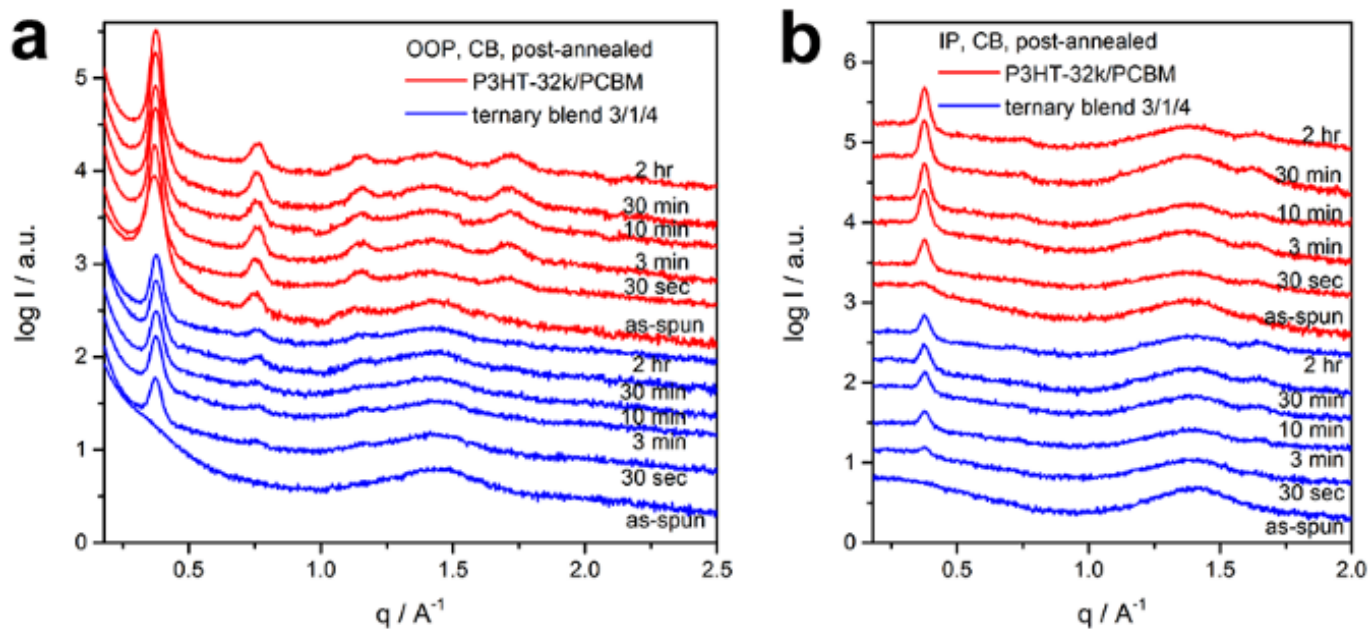 a
OOP, CB, post-annealed
P3HT-32k/PCBM
ternary blend 3/1/4
5
4
3
2
1
0
log I / a.u.
2 hr
30 min
10 min
3 min
30 sec
as-spun
2 hr
30 min
10 min
3 min
30 sec
as-spun
0.5
1.0
1.5
2.0
2.5
q / A⁻¹
b
IP, CB, post-annealed
P3HT-32k/PCBM
ternary blend 3/1/4
6
5
4
3
2
1
0
log I / a.u.
2 hr
30 min
10 min
3 min
30 sec
as-spun
2 hr
30 min
10 min
3 min
30 sec
as-spun
0.5
1.0
1.5
2.0
q / A⁻¹